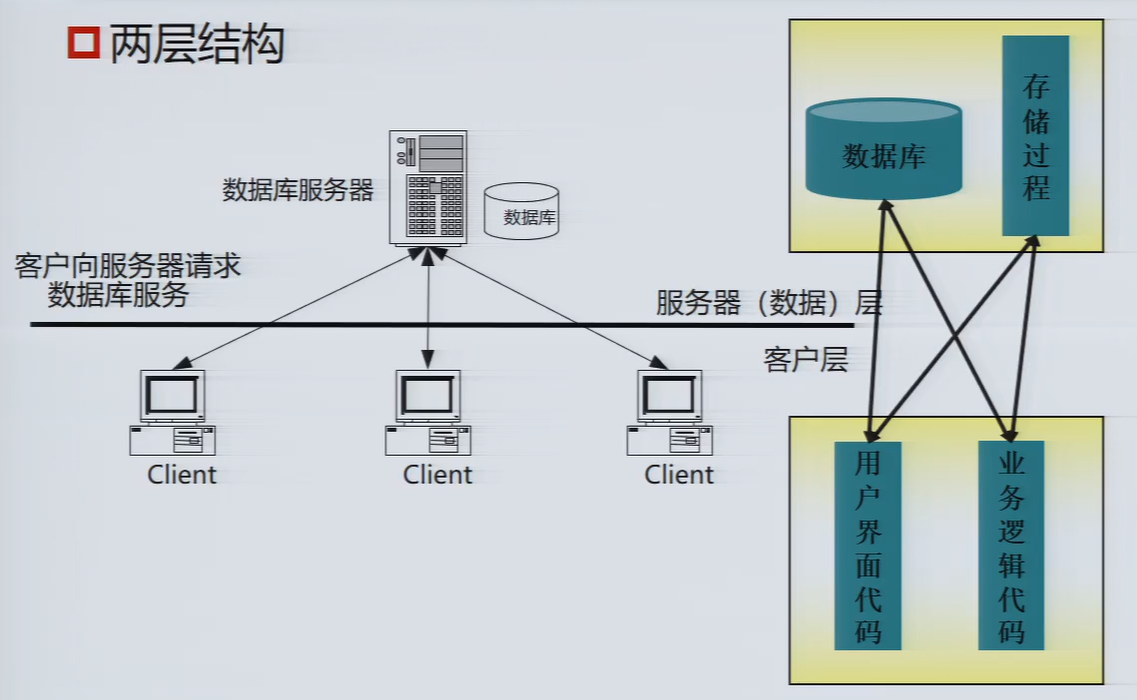 两层结构
数据库服务器
数据库
客户向服务器请求
数据库服务
服务器（数据）层
客户层
Client
Client
Client
数据库
存储过程
用户界面代码
业务逻辑代码